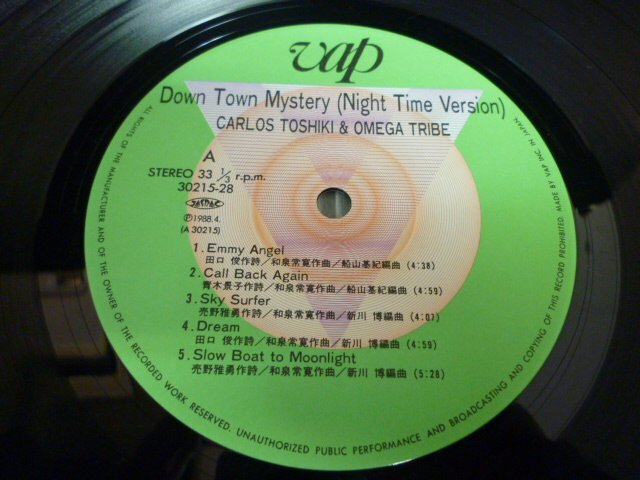 vap
Down Town Mystery (Night Time Version)
CARLOS TOSHIKI & OMEGA TRIBE
A
STEREO 33 1/3 r.p.m.
30215-28
JASRAC
Ⓟ1988.4.
(A 30215)
1. Emmy Angel
田口 俊作詩/和泉常寛作曲/船山基紀編曲 (4:38)
2. Call Back Again
青木景子作詩/和泉常寛作曲/船山基紀編曲 (4:59)
3. Sky Surfer
売野雅勇作詩/和泉常寛作曲/新川 博編曲 (4:07)
4. Dream
田口 俊作詩/和泉常寛作曲/新川 博編曲 (4:59)
5. Slow Boat to Moonlight
売野雅勇作詩/和泉常寛作曲/新川 博編曲 (5:28)
ALL RIGHTS OF THE MANUFACTURER AND OF THE OWNER OF THE RECORDED WORK RESERVED. UNAUTHORIZED PUBLIC PERFORMANCE AND BROADCASTING AND COPYING OF THIS RECORD PROHIBITED. MADE BY VAP INC. IN JAPAN